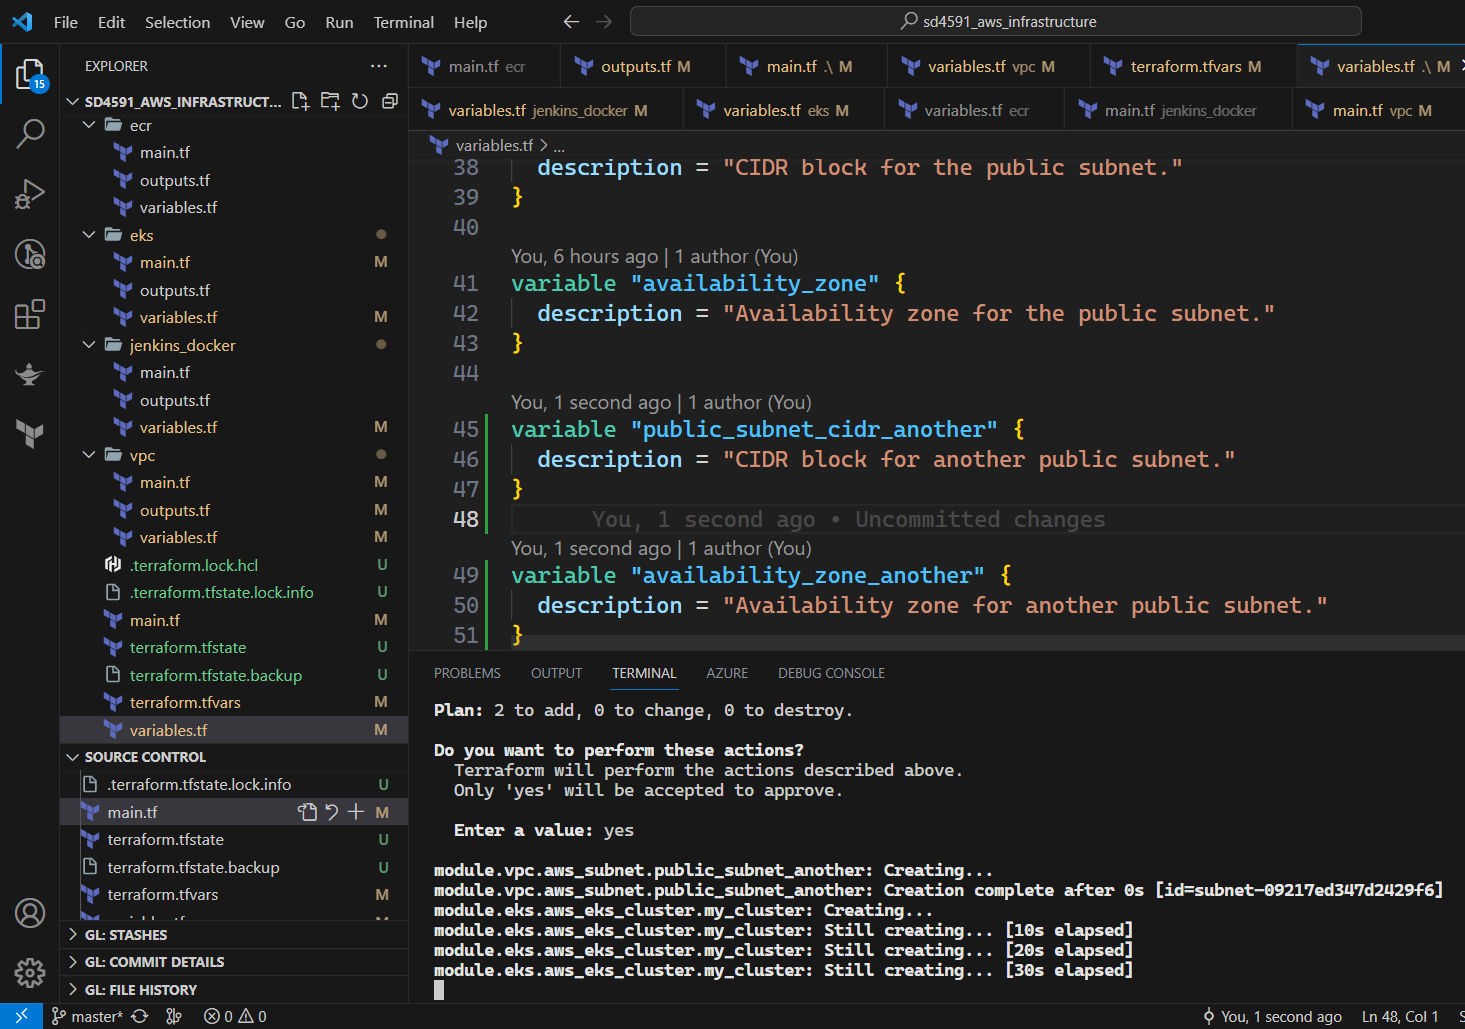 File Edit Selection View Go Run Terminal Help
sd4591_aws_infrastructure
15
EXPLORER
SD4591_AWS_INFRASTRUCT...
ecr
main.tf
outputs.tf
variables.tf
eks
main.tf M
outputs.tf
variables.tf M
jenkins_docker
main.tf
outputs.tf
variables.tf M
vpc
main.tf M
outputs.tf M
variables.tf M
.terraform.lock.hcl U
.terraform.tfstate.lock.info U
main.tf M
terraform.tfstate U
terraform.tfstate.backup U
terraform.tfvars M
variables.tf M
SOURCE CONTROL
.terraform.tfstate.lock.info U
main.tf M
terraform.tfstate U
terraform.tfstate.backup U
terraform.tfvars M
GL: STASHES
GL: COMMIT DETAILS
GL: FILE HISTORY
main.tf ecr
outputs.tf M
main.tf .\ M
variables.tf vpc M
terraform.tfvars M
variables.tf .\ M
variables.tf jenkins_docker M
variables.tf eks M
variables.tf ecr
main.tf jenkins_docker
main.tf vpc M
variables.tf > ...
38 description = "CIDR block for the public subnet."
39 }
40
You, 6 hours ago | 1 author (You)
41 variable "availability_zone" {
42 description = "Availability zone for the public subnet."
43 }
44
You, 1 second ago | 1 author (You)
45 variable "public_subnet_cidr_another" {
46 description = "CIDR block for another public subnet."
47 }
48 You, 1 second ago • Uncommitted changes
You, 1 second ago | 1 author (You)
49 variable "availability_zone_another" {
50 description = "Availability zone for another public subnet."
51 }
PROBLEMS OUTPUT TERMINAL AZURE DEBUG CONSOLE
Plan: 2 to add, 0 to change, 0 to destroy.
Do you want to perform these actions?
Terraform will perform the actions described above.
Only 'yes' will be accepted to approve.
Enter a value: yes
module.vpc.aws_subnet.public_subnet_another: Creating...
module.vpc.aws_subnet.public_subnet_another: Creation complete after 0s [id=subnet-09217ed347d2429f6]
module.eks.aws_eks_cluster.my_cluster: Creating...
module.eks.aws_eks_cluster.my_cluster: Still creating... [10s elapsed]
module.eks.aws_eks_cluster.my_cluster: Still creating... [20s elapsed]
module.eks.aws_eks_cluster.my_cluster: Still creating... [30s elapsed]
master* 0 0 You, 1 second ago Ln 48, Col 1